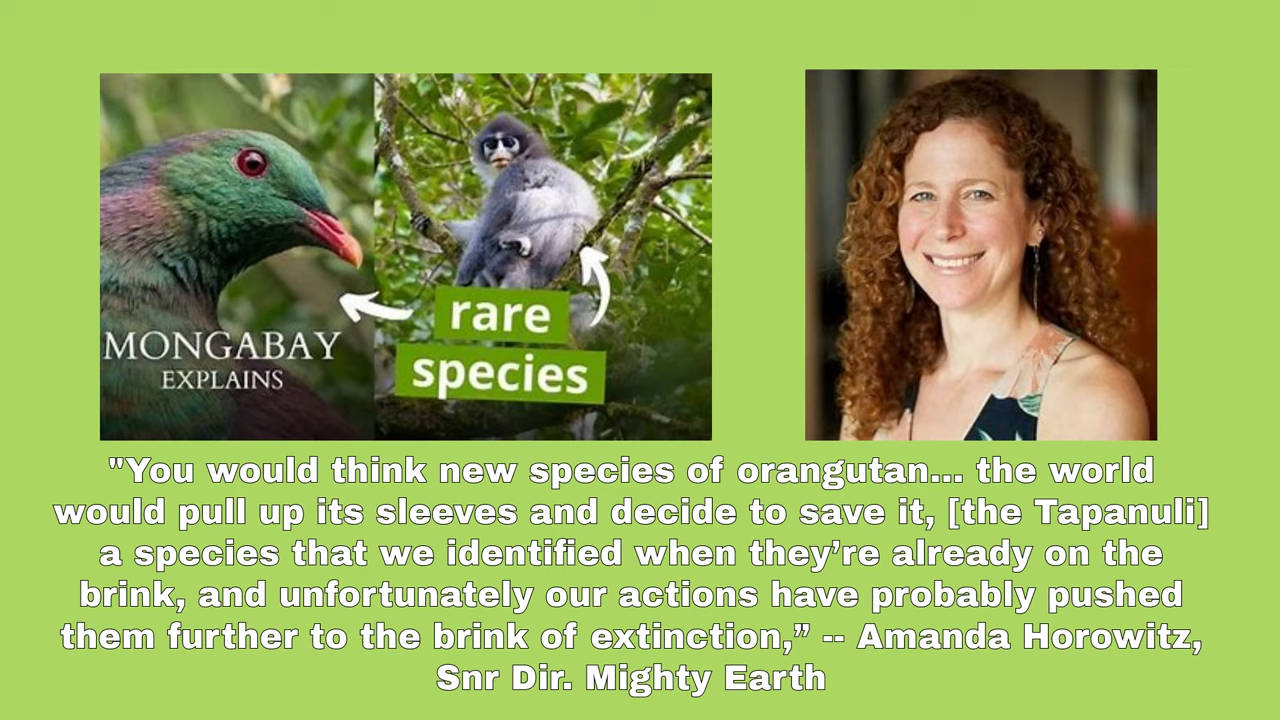 MONGABAY
EXPLAINS
rare
species
"You would think new species of orangutan... the world
would pull up its sleeves and decide to save it, [the Tapanuli]
a species that we identified when they’re already on the
brink, and unfortunately our actions have probably pushed
them further to the brink of extinction,” -- Amanda Horowitz,
Snr Dir. Mighty Earth